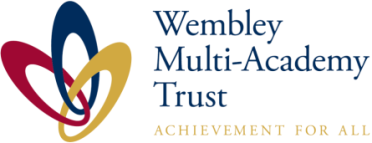 Wembley
Multi-Academy
Trust
ACHIEVEMENT FOR ALL